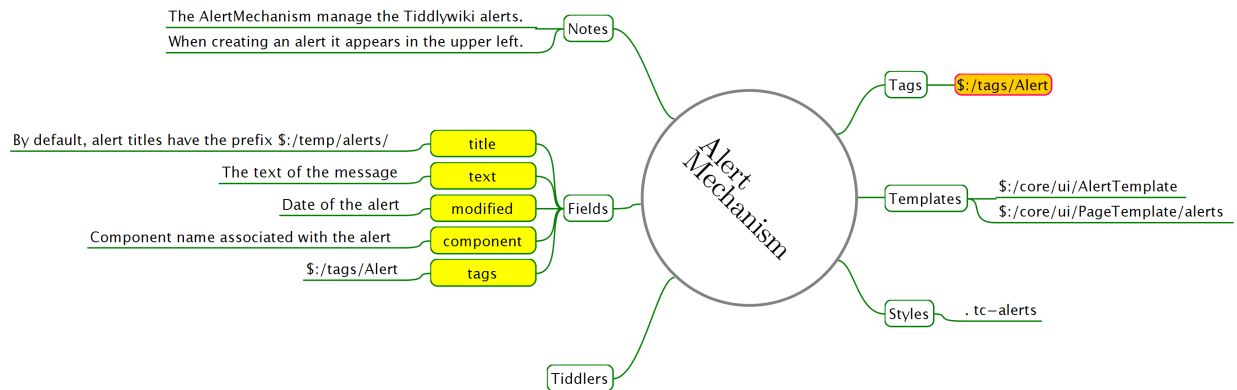 The AlertMechanism manage the Tiddlywiki alerts.
When creating an alert it appears in the upper left.
Notes
By default, alert titles have the prefix $:/temp/alerts/
title
The text of the message
text
Date of the alert
modified
Component name associated with the alert
component
$:/tags/Alert
tags
Fields
Tiddlers
Alert
Mechanism
Tags
$:/tags/Alert
Templates
$:/core/ui/AlertTemplate
$:/core/ui/PageTemplate/alerts
Styles
. tc−alerts